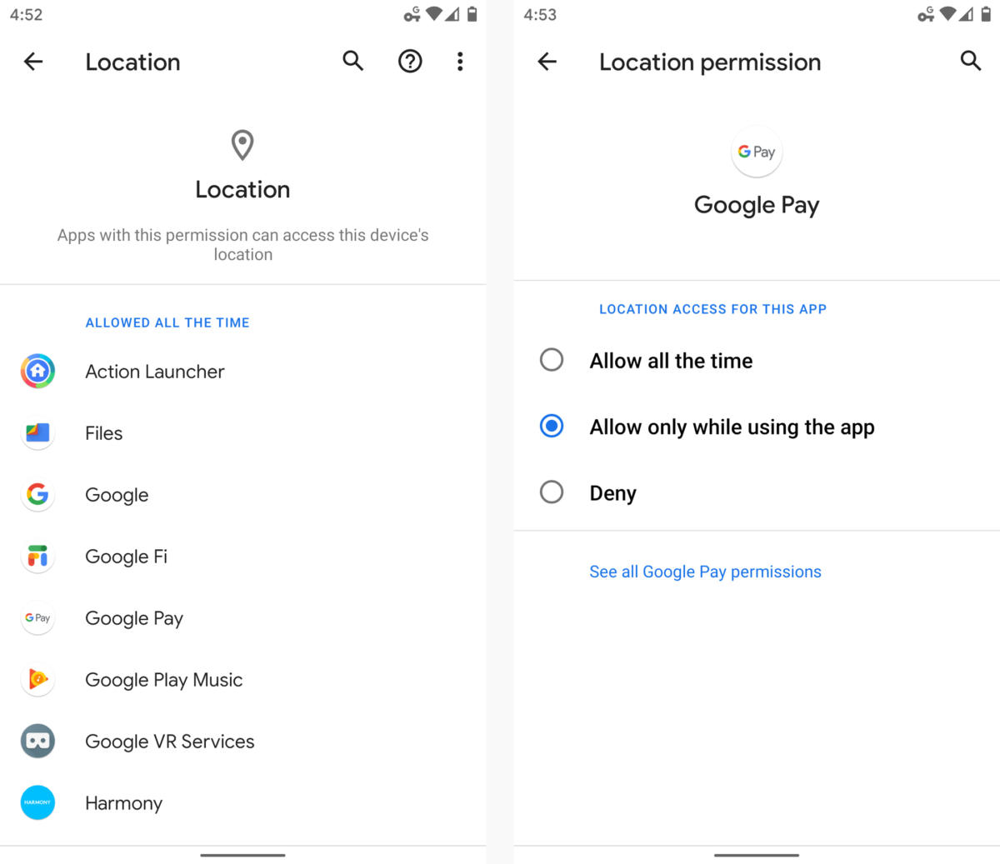 4:52
Location
Location
Apps with this permission can access this device's
location
ALLOWED ALL THE TIME
Action Launcher
Files
Google
Google Fi
G Pay
Google Pay
Google Play Music
Google VR Services
HARMONY
Harmony
4:53
Location permission
G Pay
Google Pay
LOCATION ACCESS FOR THIS APP
Allow all the time
Allow only while using the app
Deny
See all Google Pay permissions